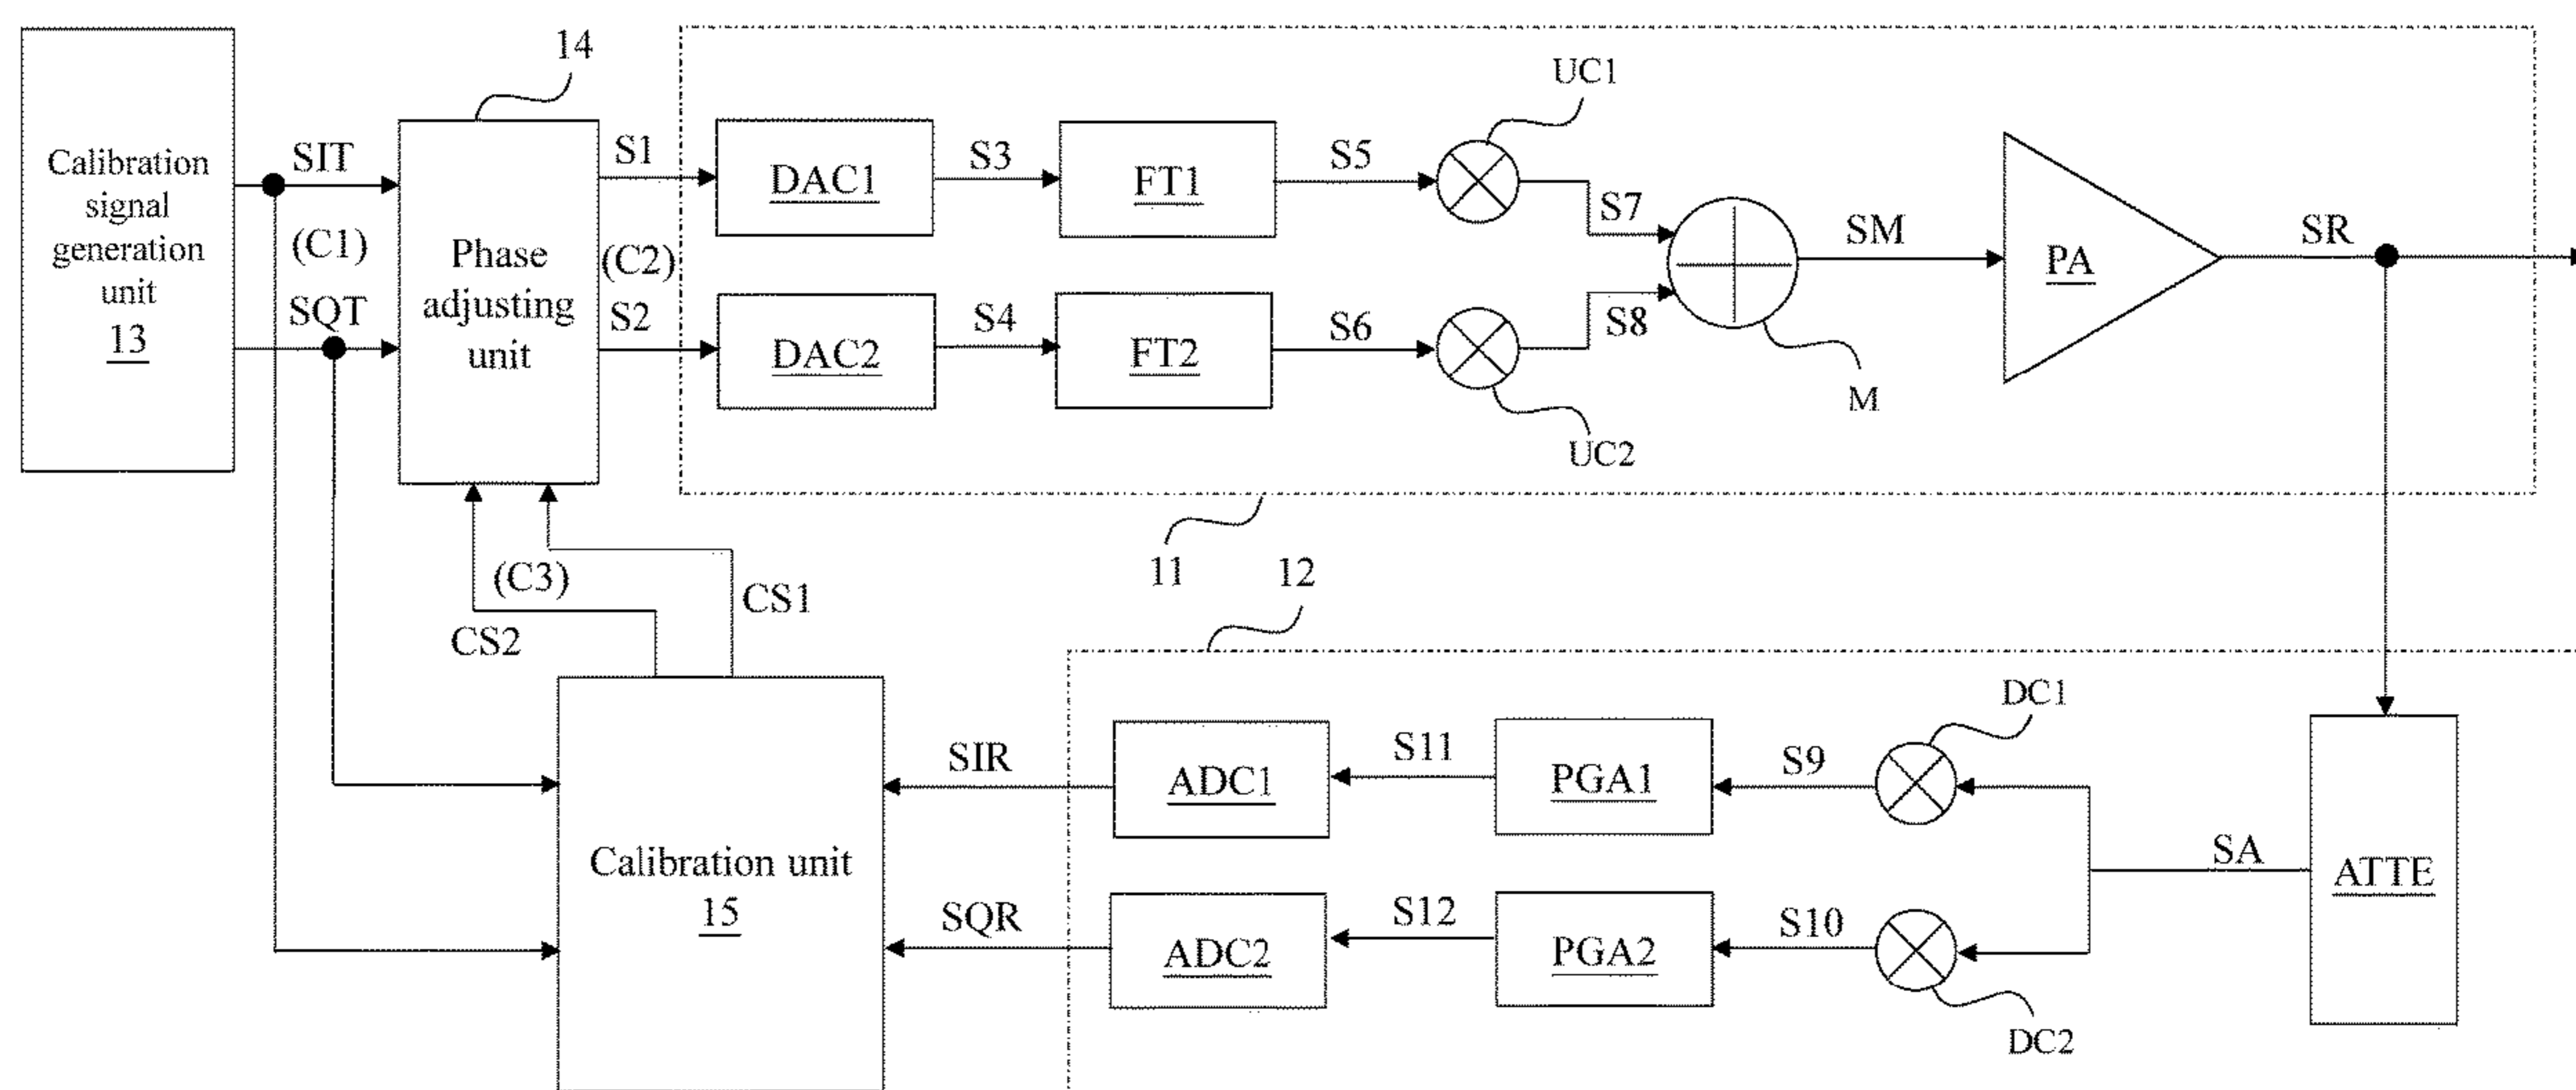 Calibration
signal
generation
unit
13
SIT
(C1)
SQT
14
Phase
adjusting
unit
S1
(C2)
S2
DAC1
S3
FT1
S5
UC1
S7
DAC2
S4
FT2
S6
UC2
S8
M
SM
PA
SR
11
12
(C3)
CS1
CS2
Calibration unit
15
SIR
ADC1
S11
PGA1
S9
DC1
SQR
ADC2
S12
PGA2
S10
DC2
SA
ATTE